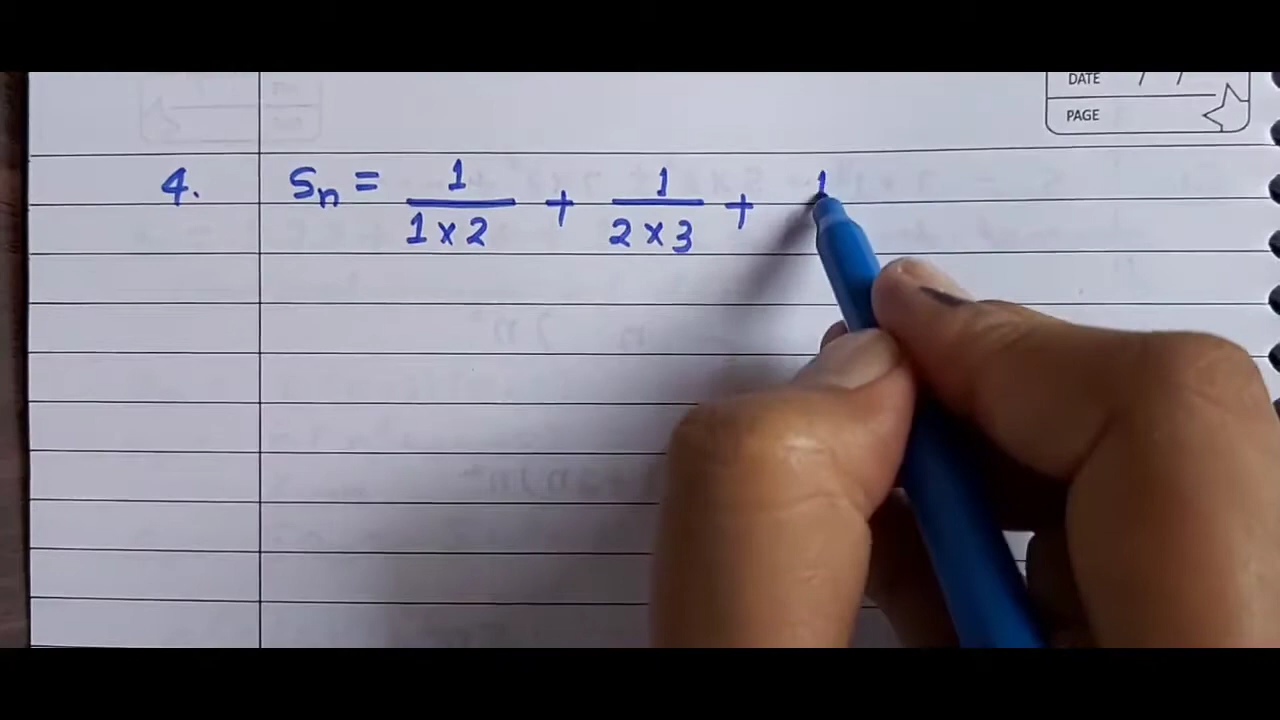 DATE / /
PAGE
4. Sn = 1/(1×2) + 1/(2×3) + 1